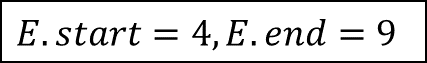 E.start = 4, E.end = 9